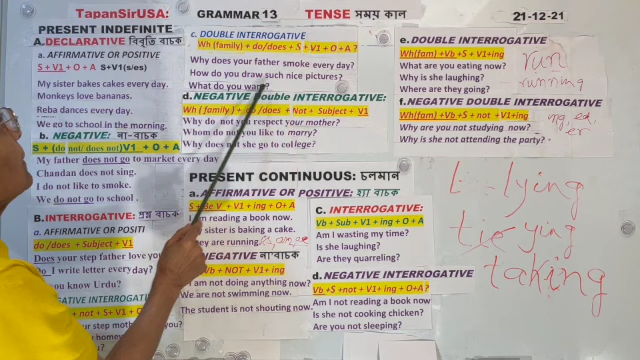 TapanSirUSA: GRAMMAR 13 TENSE সময় কাল 21-12-21
PRESENT INDEFINITE
A. DECLARATIVE বিবৃতি বাচক
a. AFFIRMATIVE OR POSITI
S + V1 + O + A S+V1(s/es)
My sister bakes cakes every day.
Monkeys love bananas.
Reba dances every day.
We go to school in the morning.
b. NEGATIVE: না-বাচক
S + (do not/does not)V1 + O + A
My father does not go to market every day
Chandan does not sing.
I do not like to smoke.
We do not go to school .
B. INTERROGATIVE: প্রশ্ন বাচক
a. AFFIRMATIVE OR POSITI
do /does + Subject + V1
Does your step father love yo
Do I write letter every day?
you know Urdu?
NEGATIVE INTERROGATIVE
+ not + S+ V1 + O
your step mother you?
homew
c. DOUBLE INTERROGATIVE
Wh (family) + do/does + S + V1 + O + A ?
Why does your father smoke every day?
How do you draw such nice pictures?
What do you want
d. NEGATIVE Double INTERROGATIVE:
Wh ( family ) + do /does + Not + Subject + V1
Why do not you respect your mother?
Whom do not you like to marry?
Why does not she go to college?
PRESENT CONTINUOUS: চলমান
a. AFFIRMATIVE OR POSITIVE: হ্যা বাচক
S + Be V + V1 + ing + O + A
I am reading a book now.
sister is baking a cake.
They are running.
NEGATIVE না-বাচক
Vb + NOT + V1+ ing
I am not doing anything now?
We are not swimming now.
The student is not shouting now.
C. INTERROGATIVE:
Vb + Sub + V1 + ing + O + A
Am I wasting my time?
Is she laughing?
Are they quarreling?
d. NEGATIVE INTERROGATIVE
Vb +S +not + V1+ ing + O+A?
Am I not reading a book now
Is she not cooking chicken?
Are you not sleeping?
e. DOUBLE INTERROGATIVE
Wh(fam) +Vb +S + V1+ing
What are you eating now?
Why is she laughing?
Where are they going?
f. NEGATIVE DOUBLE INTERROGATIVE:
Wh(fam) +Vb +S + not +V1+ing
Why are you not studying now?
Why is she not attending the party?
run
running
ing, ed,
er
lying
tie ying
taking